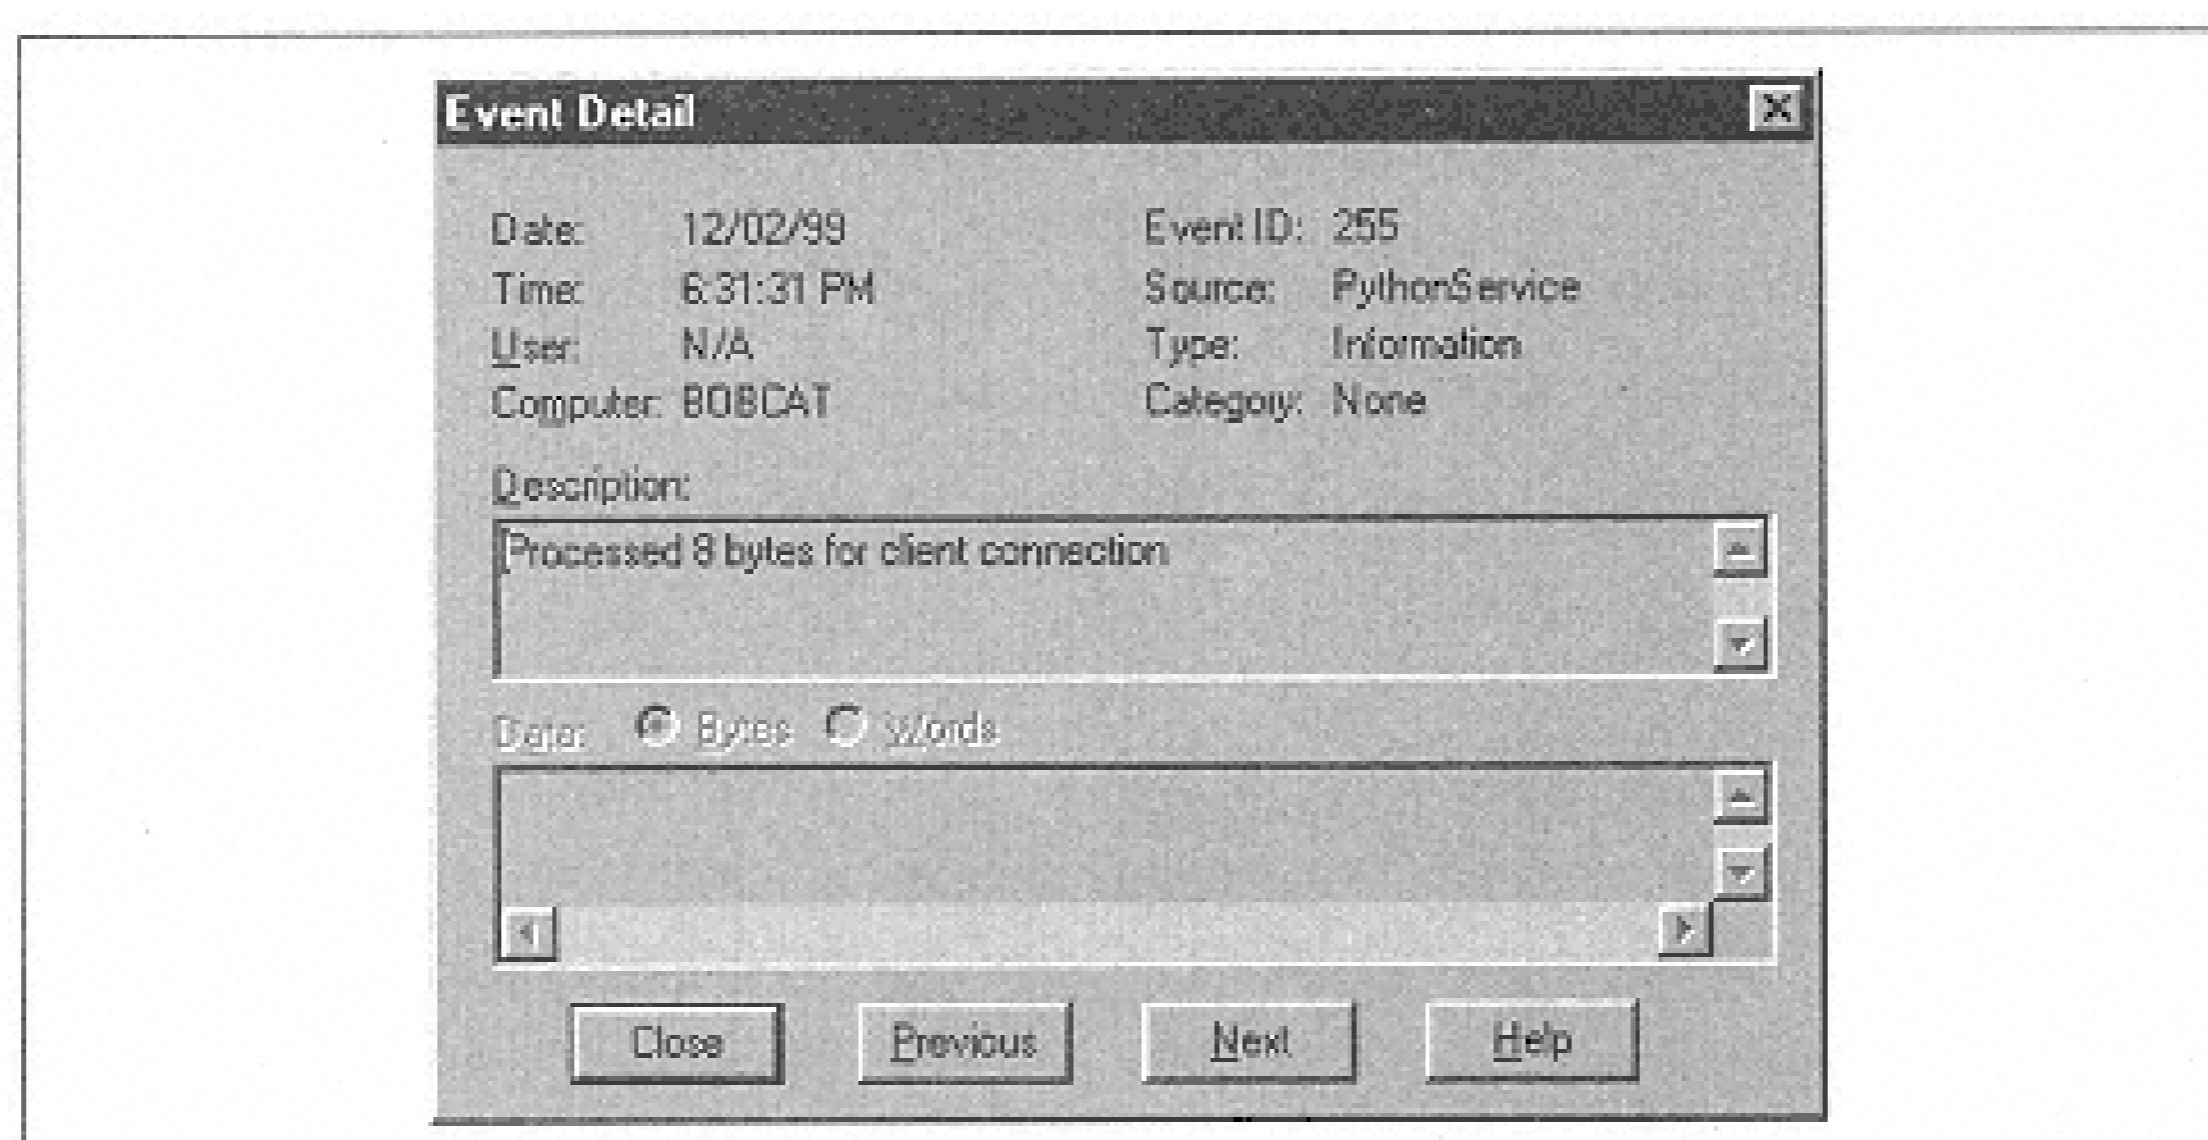 Event Detail
Date: 12/02/99 Event ID: 255
Time: 6:31:31 PM Source: PythonService
User: N/A Type: Information
Computer: BOBCAT Category: None
Description:
Processed 8 bytes for client connection
Data: Bytes Words
Close Previous Next Help